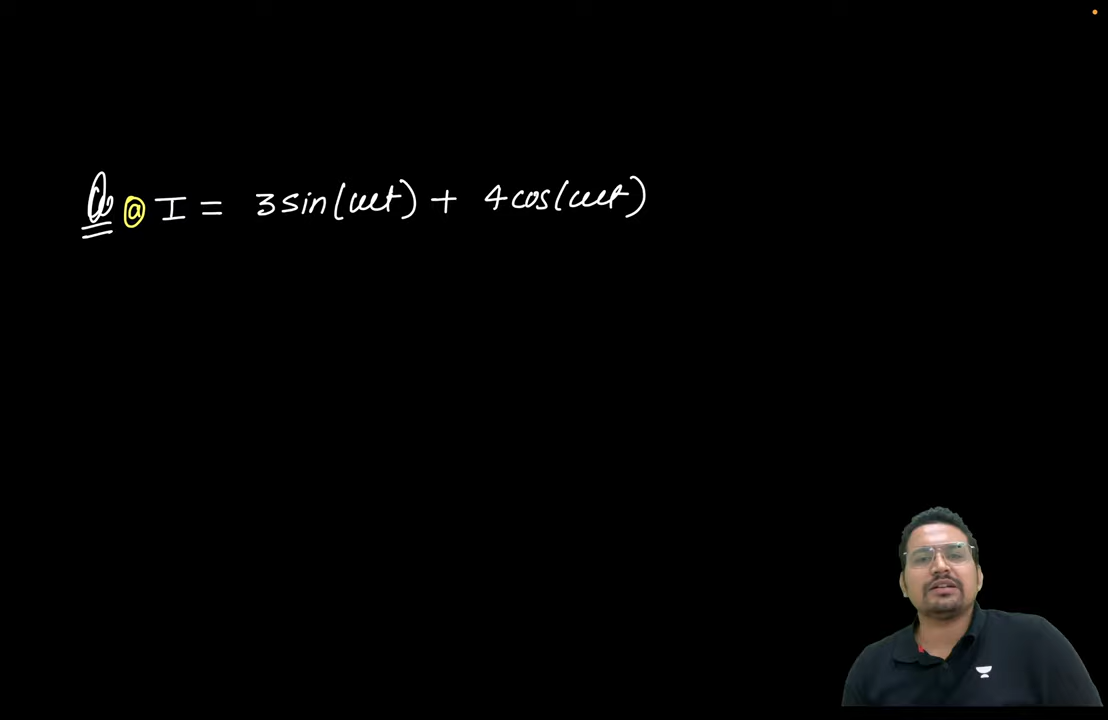 Q ⓐ I = 3sin(ωt) + 4cos(ωt)